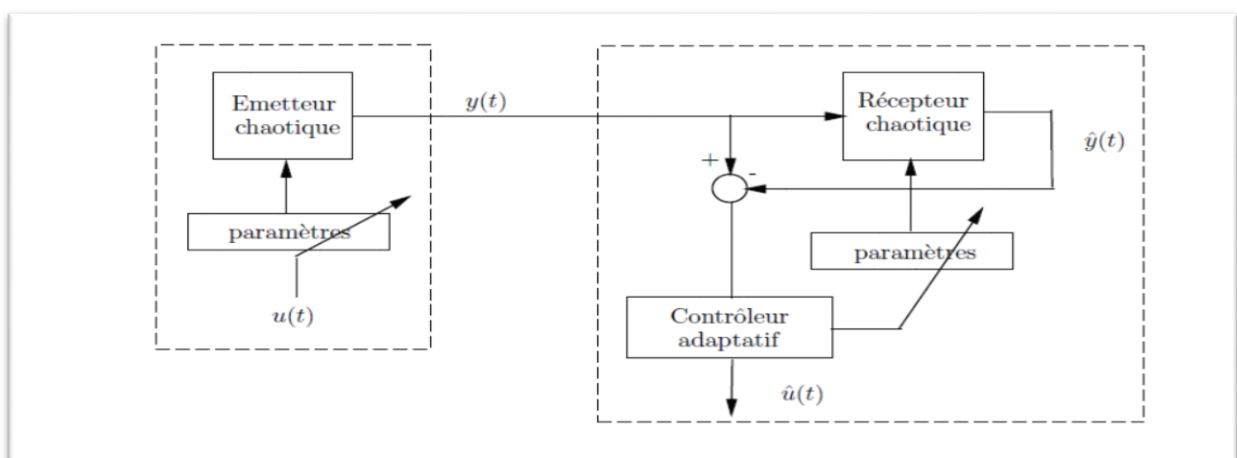 Emetteur
chaotique
y(t)
Récepteur
chaotique
ŷ(t)
+
-
paramètres
paramètres
u(t)
Contrôleur
adaptatif
û(t)